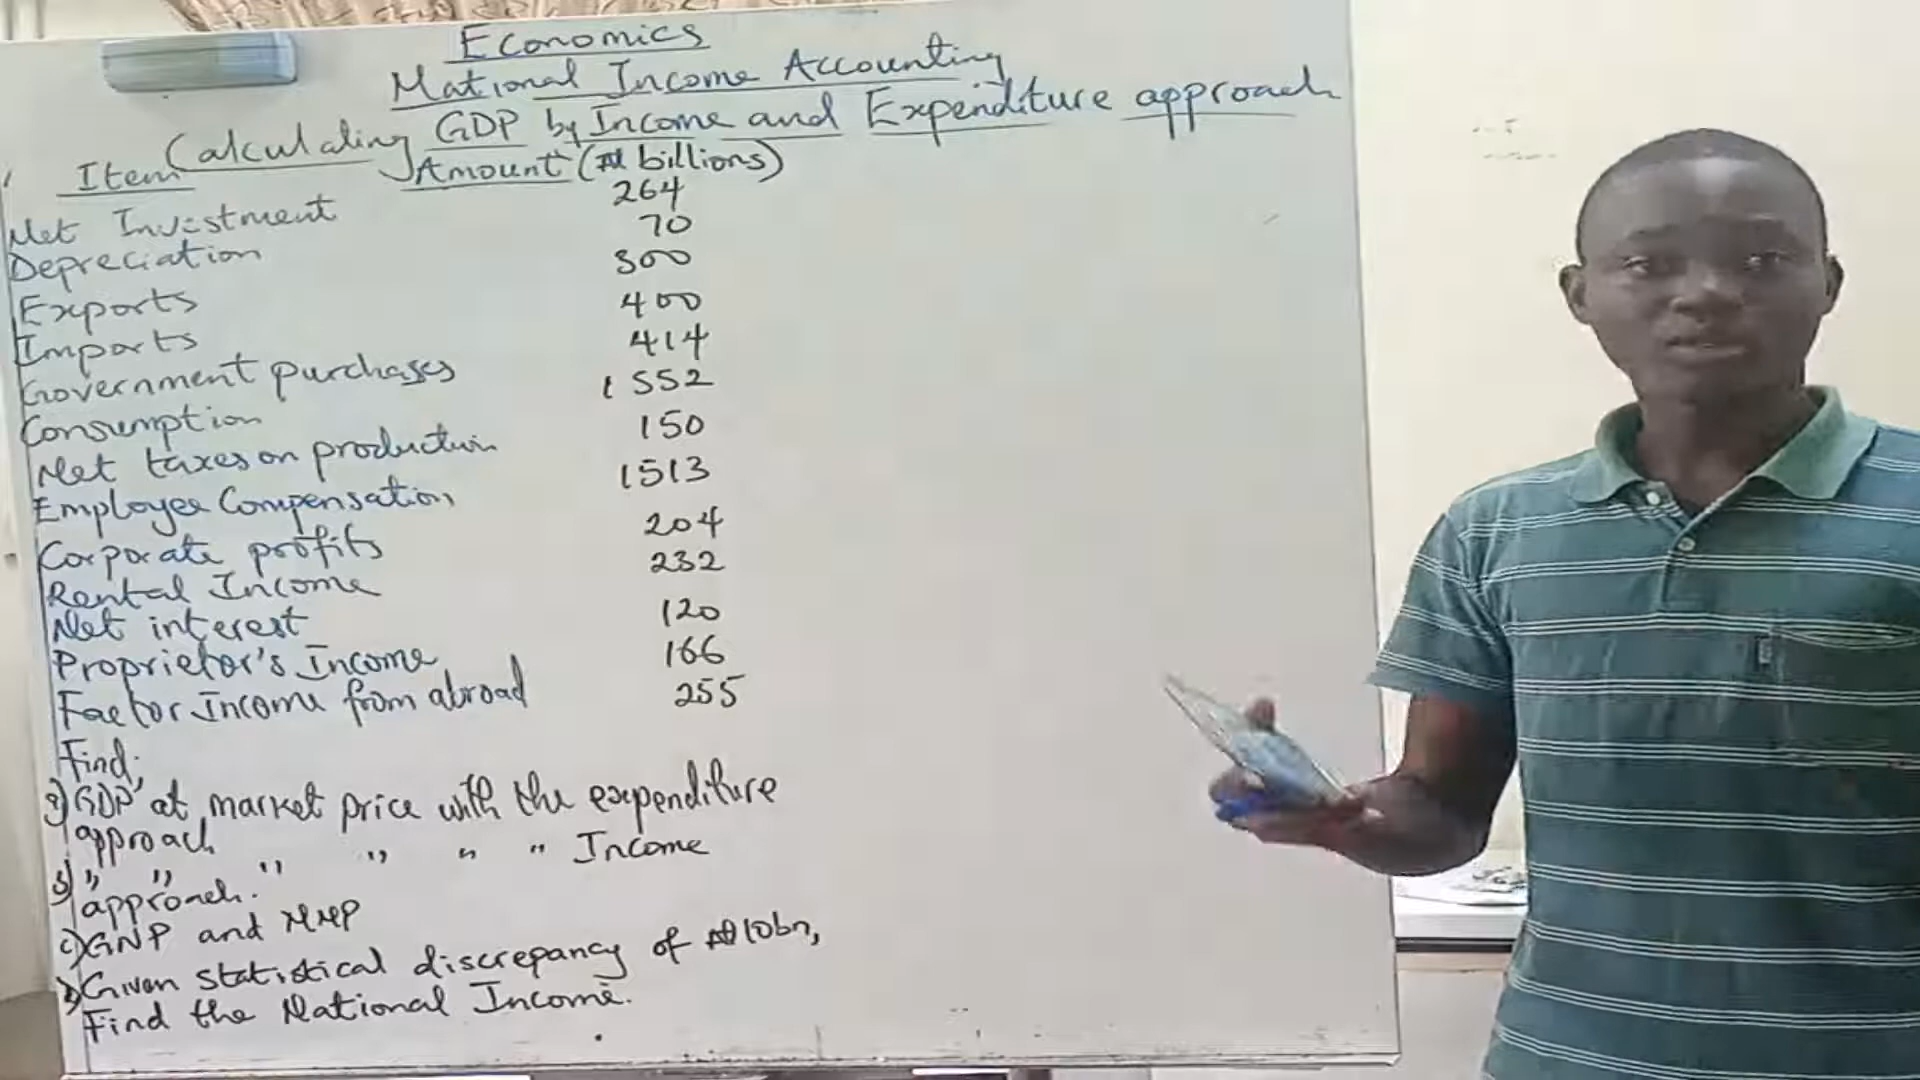 Economics
National Income Accounting
Calculating GDP by Income and Expenditure approach
Item Amount (₦ billions)
Net Investment 264
Depreciation 70
Exports 500
Imports 400
Government purchases 414
Consumption 1552
Net taxes on production 150
Employee Compensation 1513
Corporate profits 204
Rental Income 232
Net interest 120
Proprietor's Income 166
Factor Income from abroad 255
Find;
a) GDP at market price with the expenditure
approach
b) " " " " " " Income
approach.
c) GNP and NNP
d) Given statistical discrepancy of ₦10bn,
Find the National Income.